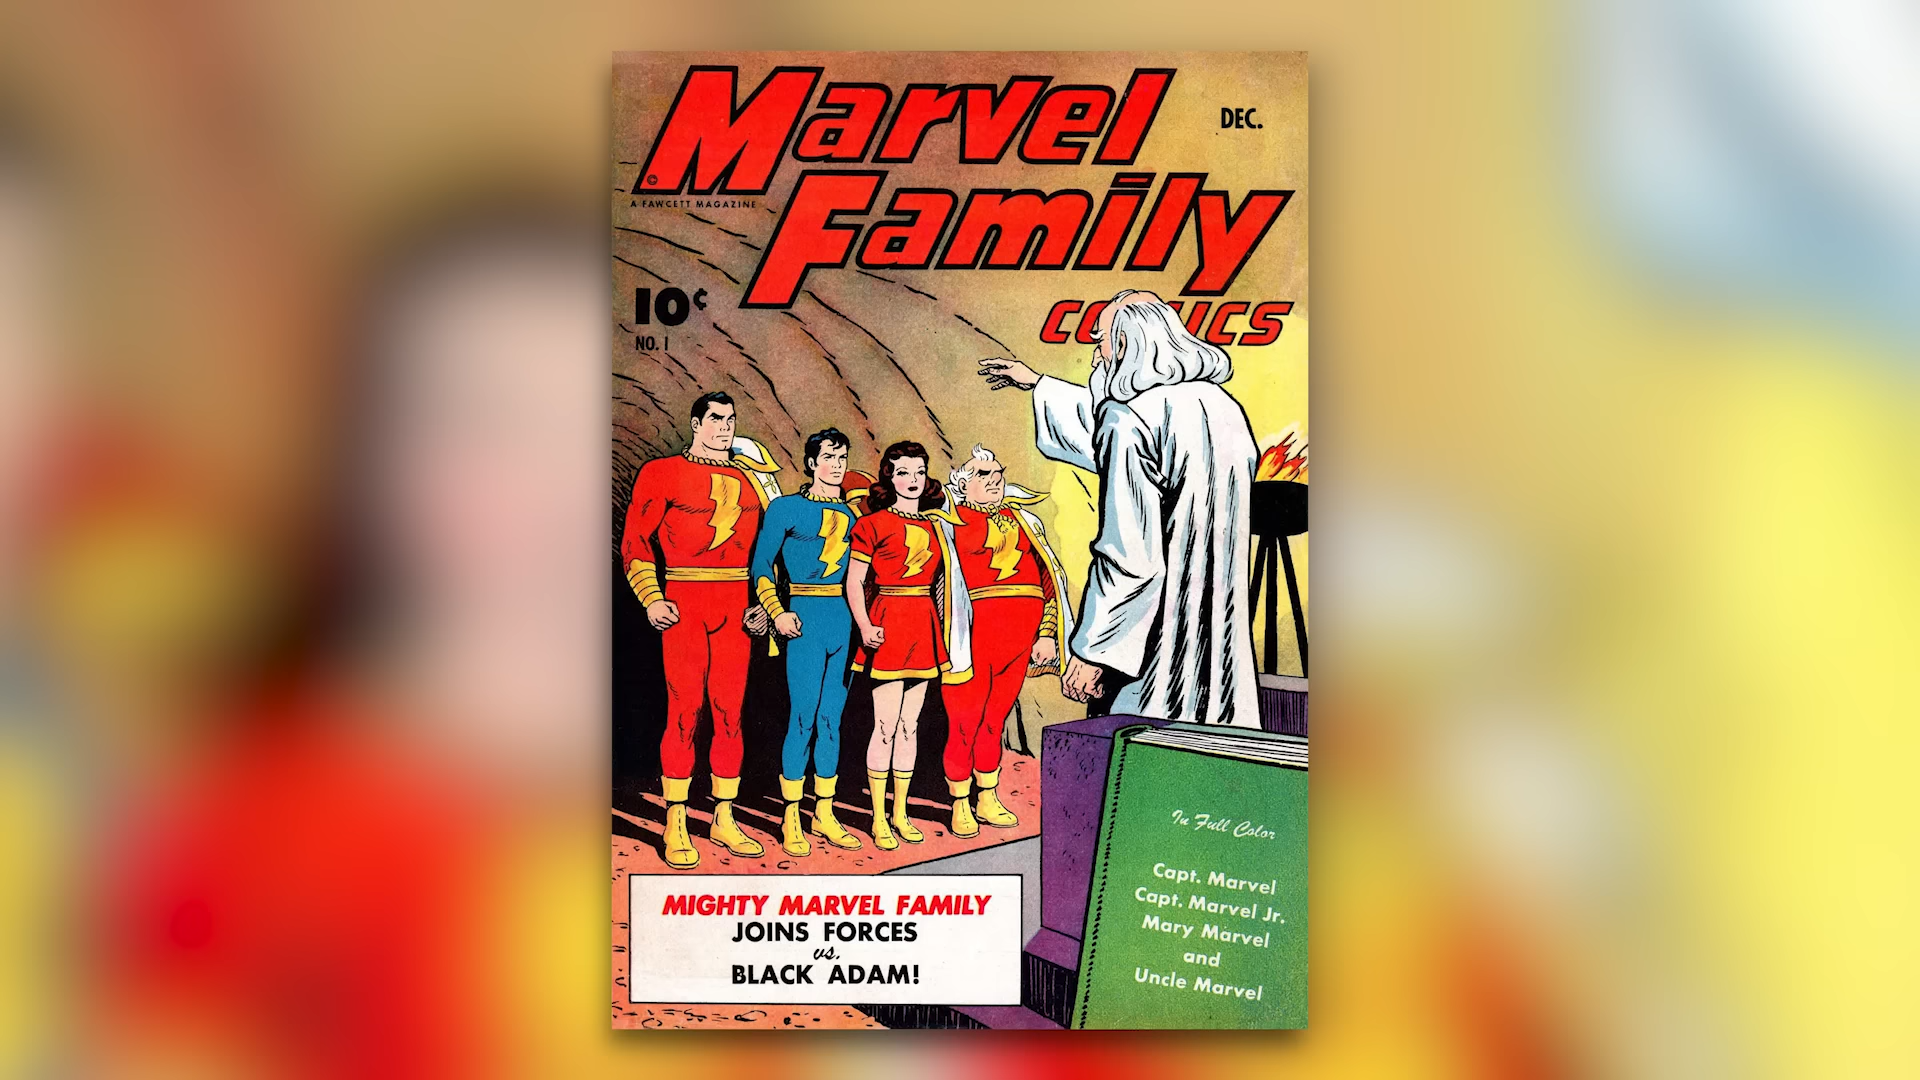 Marvel
DEC.
Family
A FAWCETT MAGAZINE
10¢
NO. 1
MIGHTY MARVEL FAMILY
JOINS FORCES
vs.
BLACK ADAM!
In Full Color
Capt. Marvel
Capt. Marvel Jr.
Mary Marvel
and
Uncle Marvel